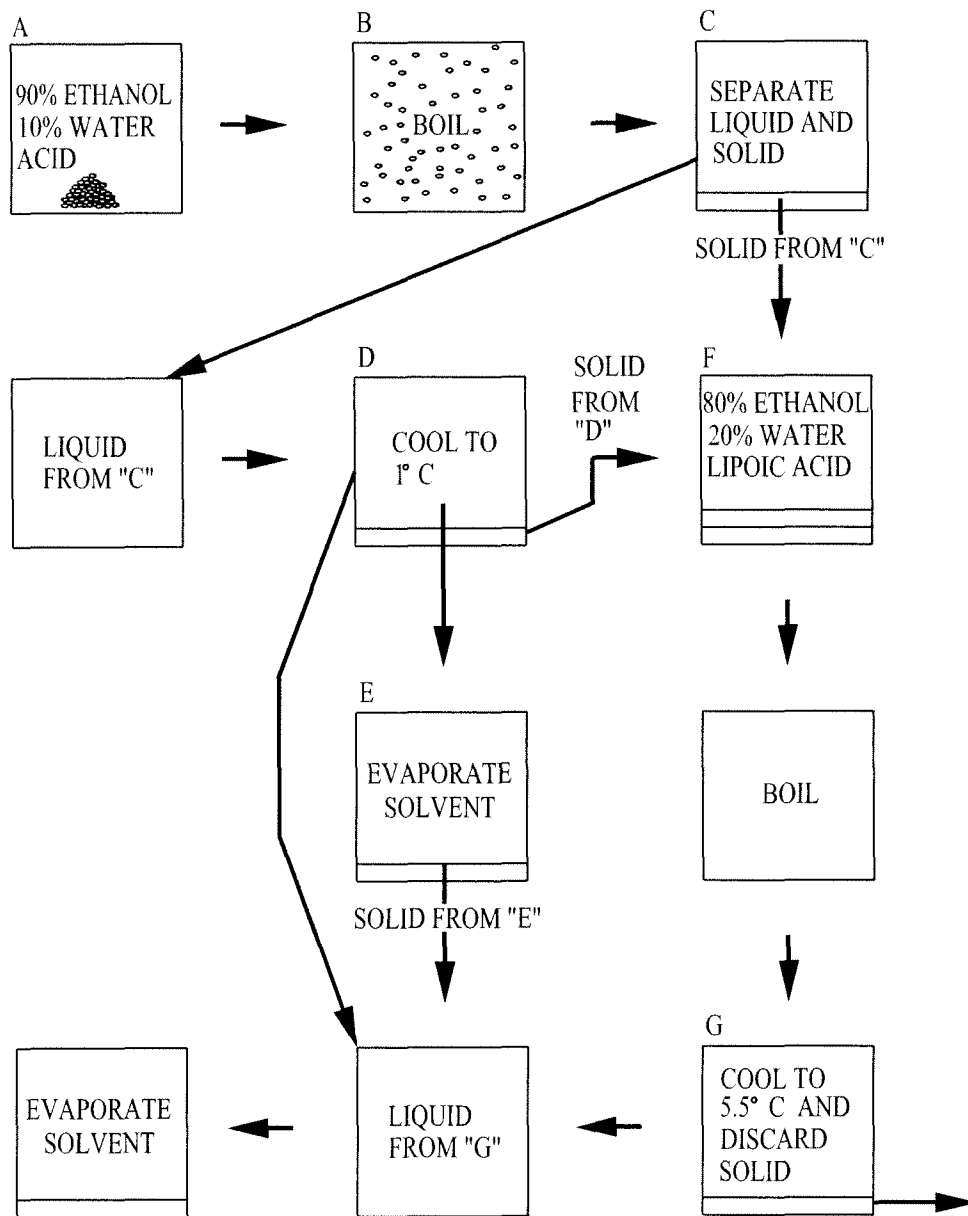 A
90% ETHANOL
10% WATER
ACID
B
BOIL
C
SEPARATE
LIQUID AND
SOLID
SOLID FROM "C"
LIQUID
FROM "C"
D
COOL TO
1° C
SOLID
FROM
"D"
F
80% ETHANOL
20% WATER
LIPOIC ACID
E
EVAPORATE
SOLVENT
SOLID FROM "E"
BOIL
EVAPORATE
SOLVENT
LIQUID
FROM "G"
G
COOL TO
5.5° C AND
DISCARD
SOLID